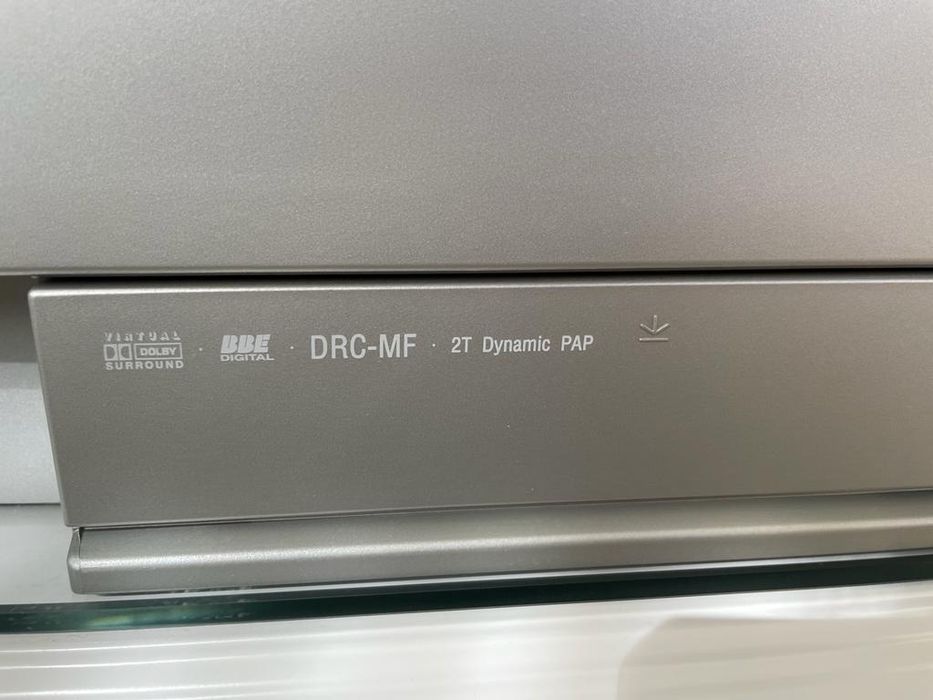 VIRTUAL
DOLBY
SURROUND
BBE
DIGITAL
DRC-MF · 2T Dynamic PAP